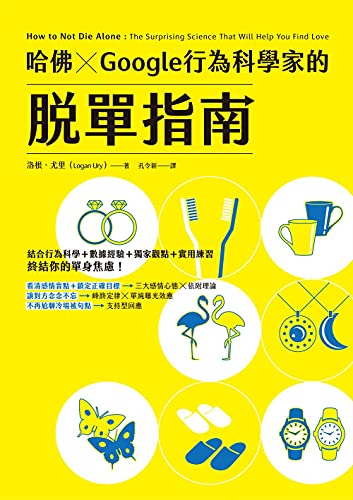 How to Not Die Alone : The Surprising Science That Will Help You Find Love
哈佛╳Google行為科學家的
脫單指南
洛根・尤里(Logan Ury)——著 孔令新——譯
結合行為科學＋數據經驗＋獨家觀點＋實用練習
終結你的單身焦慮！
看清感情盲點＋鎖定正確目標 → 三大感情心態╳依附理論
讓對方念念不忘 → 峰終定律╳單純曝光效應
不再尬聊冷場被句點 → 支持型回應